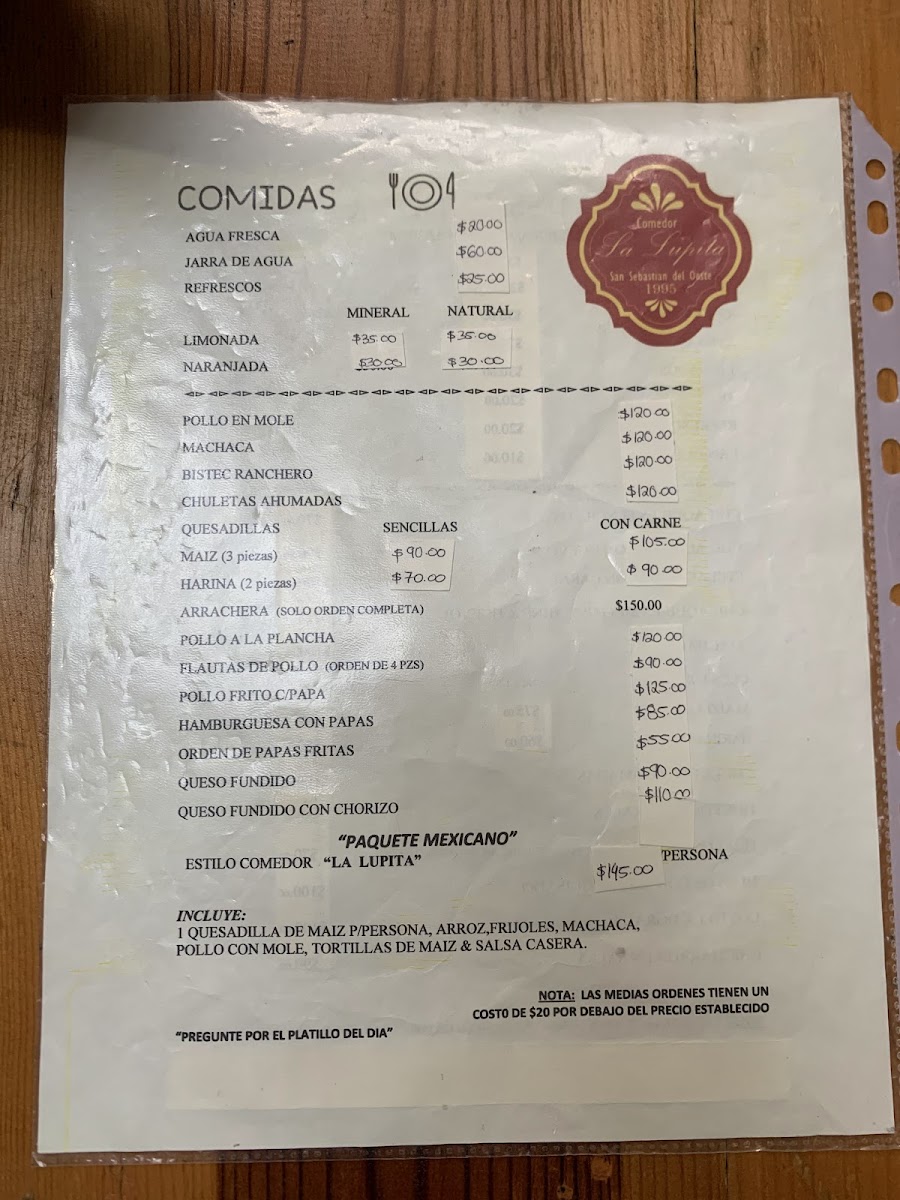 COMIDAS
Comedor
La Lupita
San Sebastian del Oeste
1995
AGUA FRESCA $20.00
JARRA DE AGUA $60.00
REFRESCOS $25.00
MINERAL NATURAL
LIMONADA $35.00 $35.00
NARANJADA $30.00 $30.00
POLLO EN MOLE $120.00
MACHACA $120.00
BISTEC RANCHERO $120.00
CHULETAS AHUMADAS $120.00
QUESADILLAS SENCILLAS CON CARNE
MAIZ (3 piezas) $90.00 $105.00
HARINA (2 piezas) $70.00 $90.00
ARRACHERA (SOLO ORDEN COMPLETA) $150.00
POLLO A LA PLANCHA $120.00
FLAUTAS DE POLLO (ORDEN DE 4 PZS) $90.00
POLLO FRITO C/PAPA $125.00
HAMBURGUESA CON PAPAS $85.00
ORDEN DE PAPAS FRITAS $55.00
QUESO FUNDIDO $90.00
QUESO FUNDIDO CON CHORIZO $110.00
"PAQUETE MEXICANO"
ESTILO COMEDOR "LA LUPITA" $195.00 PERSONA
INCLUYE:
1 QUESADILLA DE MAIZ P/PERSONA, ARROZ,FRIJOLES, MACHACA,
POLLO CON MOLE, TORTILLAS DE MAIZ & SALSA CASERA.
NOTA: LAS MEDIAS ORDENES TIENEN UN
COSTO DE $20 POR DEBAJO DEL PRECIO ESTABLECIDO
"PREGUNTE POR EL PLATILLO DEL DIA"